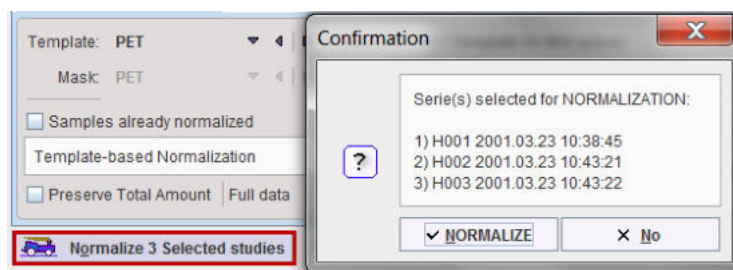 Template: PET
Mask: PET
Samples already normalized
Template-based Normalization
Preserve Total Amount Full data
Normalize 3 Selected studies
Confirmation
Serie(s) selected for NORMALIZATION:
1) H001 2001.03.23 10:38:45
2) H002 2001.03.23 10:43:21
3) H003 2001.03.23 10:43:22
NORMALIZE
No